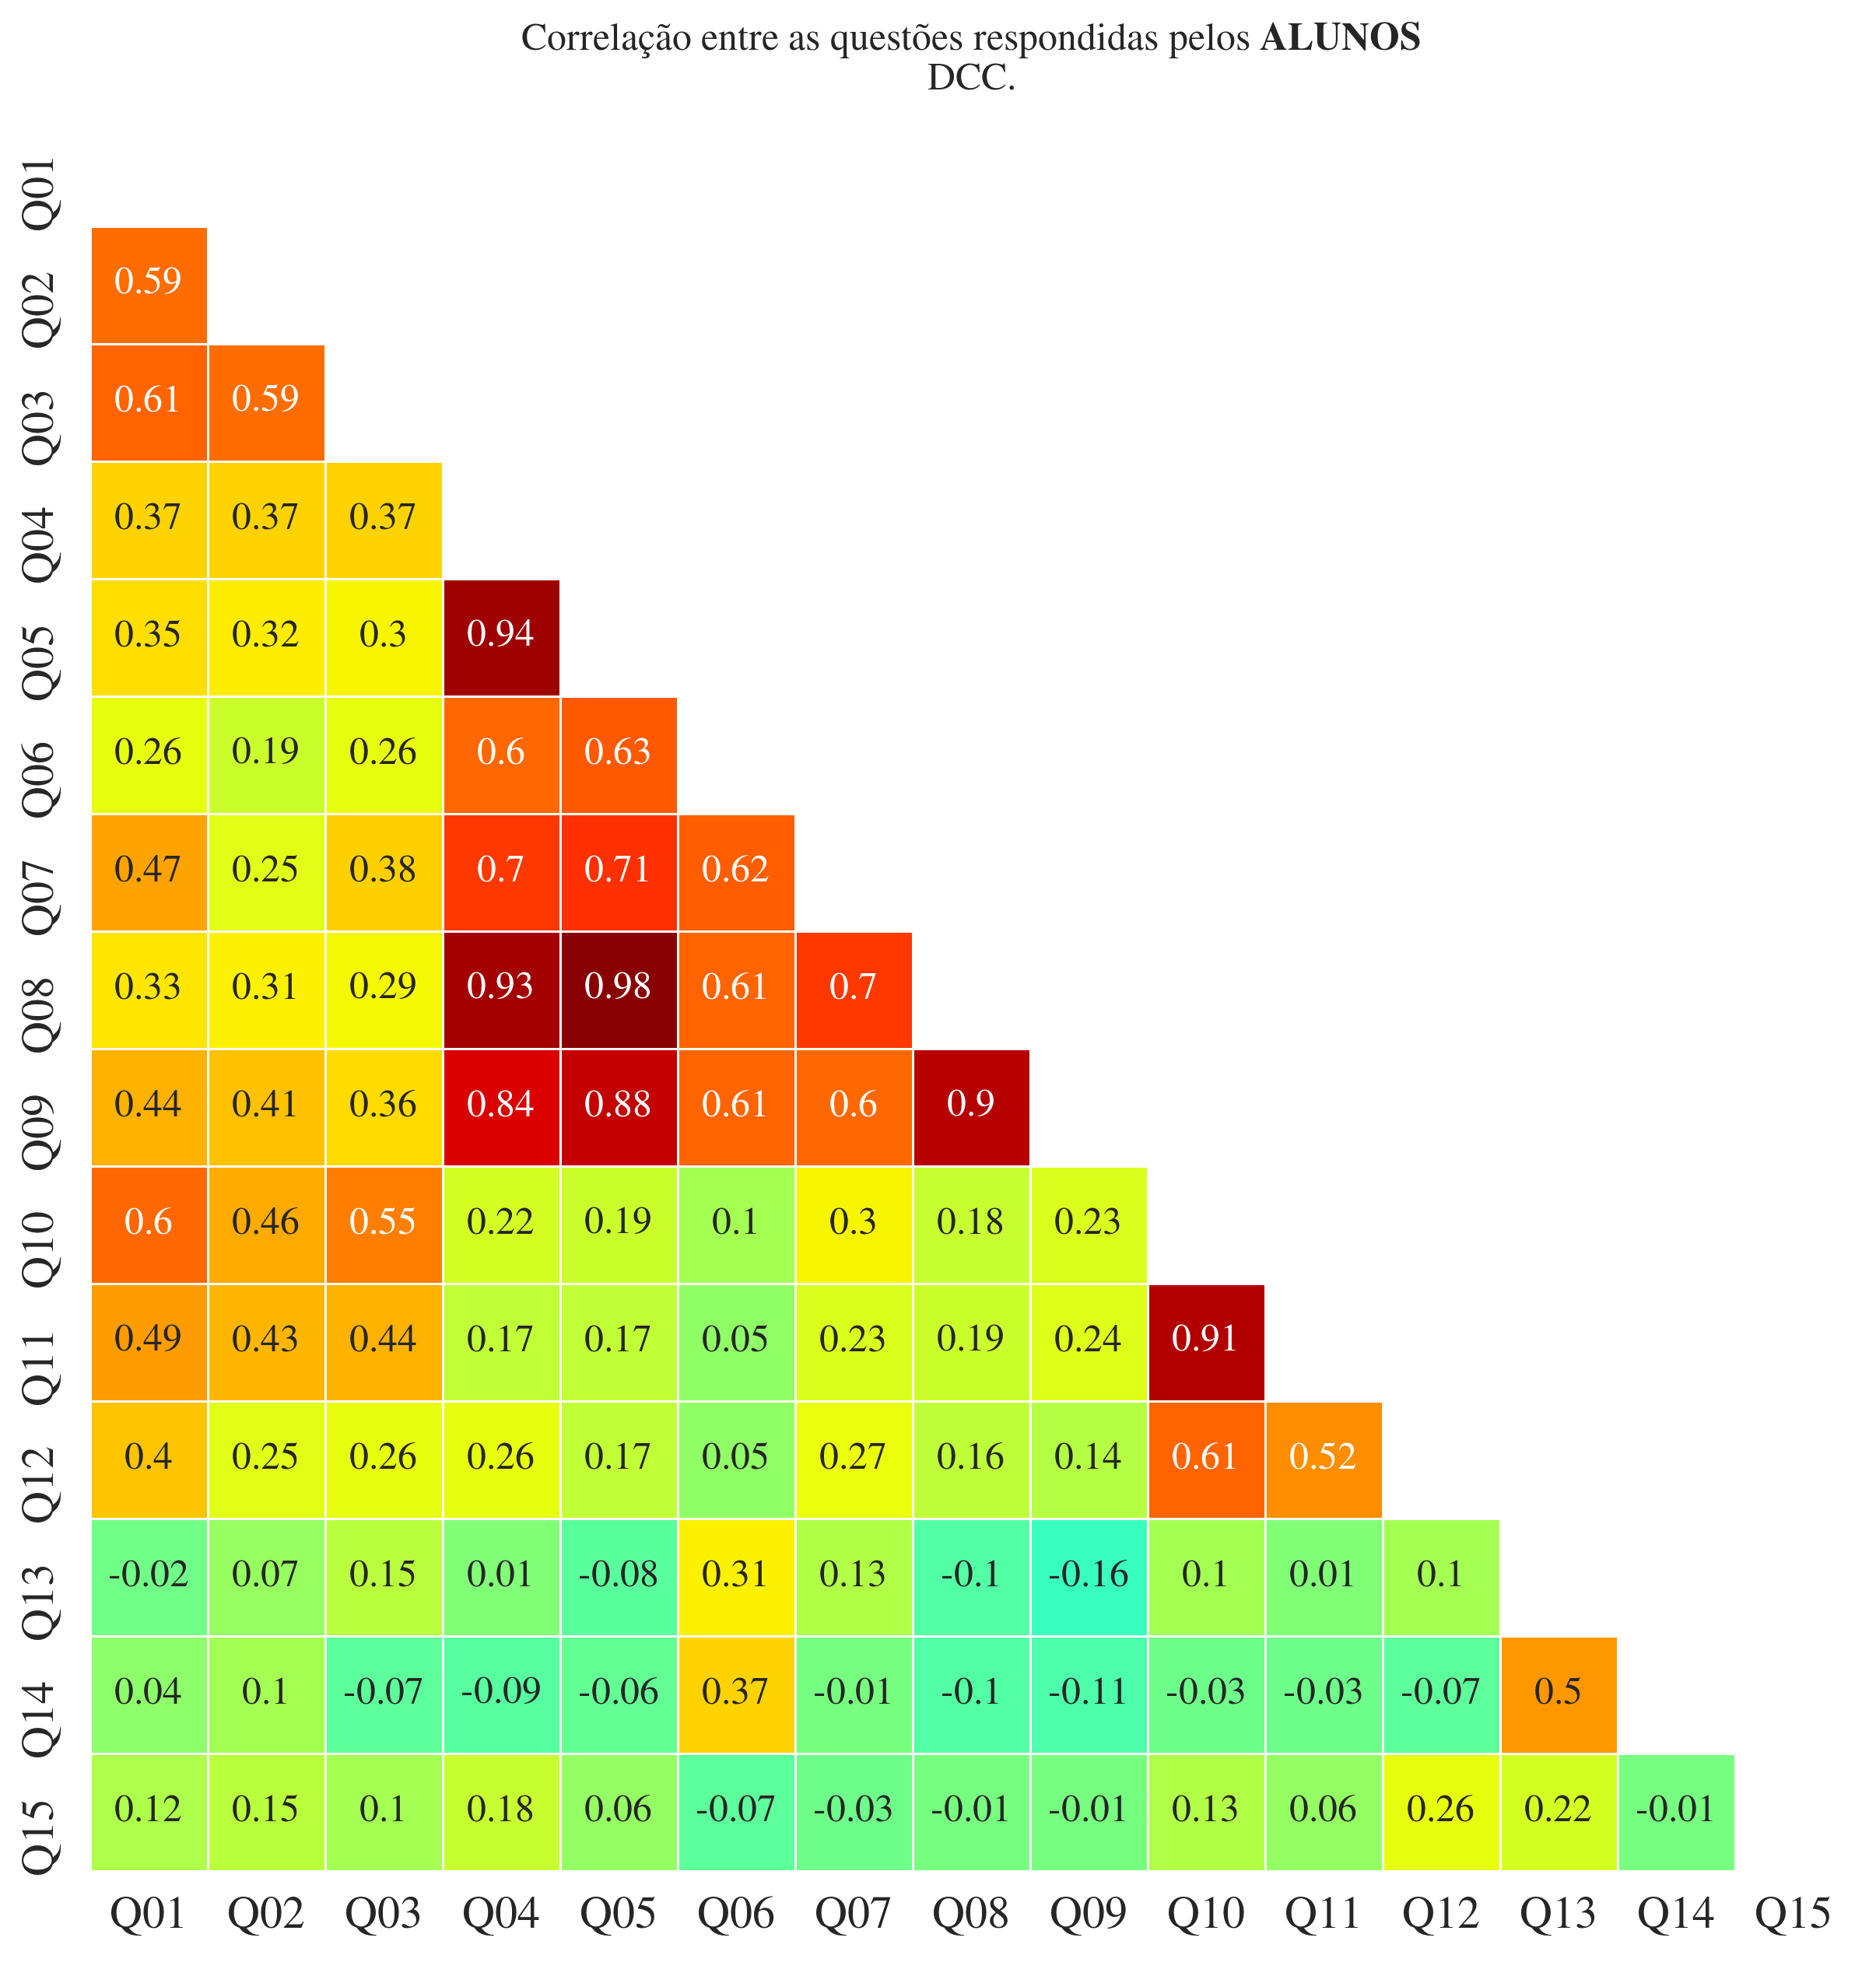 Correlação entre as questões respondidas pelos ALUNOS
DCC.
Q01
Q02 0.59
Q03 0.61 0.59
Q04 0.37 0.37 0.37
Q05 0.35 0.32 0.3 0.94
Q06 0.26 0.19 0.26 0.6 0.63
Q07 0.47 0.25 0.38 0.7 0.71 0.62
Q08 0.33 0.31 0.29 0.93 0.98 0.61 0.7
Q09 0.44 0.41 0.36 0.84 0.88 0.61 0.6 0.9
Q10 0.6 0.46 0.55 0.22 0.19 0.1 0.3 0.18 0.23
Q11 0.49 0.43 0.44 0.17 0.17 0.05 0.23 0.19 0.24 0.91
Q12 0.4 0.25 0.26 0.26 0.17 0.05 0.27 0.16 0.14 0.61 0.52
Q13 -0.02 0.07 0.15 0.01 -0.08 0.31 0.13 -0.1 -0.16 0.1 0.01 0.1
Q14 0.04 0.1 -0.07 -0.09 -0.06 0.37 -0.01 -0.1 -0.11 -0.03 -0.03 -0.07 0.5
Q15 0.12 0.15 0.1 0.18 0.06 -0.07 -0.03 -0.01 -0.01 0.13 0.06 0.26 0.22 -0.01
Q01 Q02 Q03 Q04 Q05 Q06 Q07 Q08 Q09 Q10 Q11 Q12 Q13 Q14 Q15